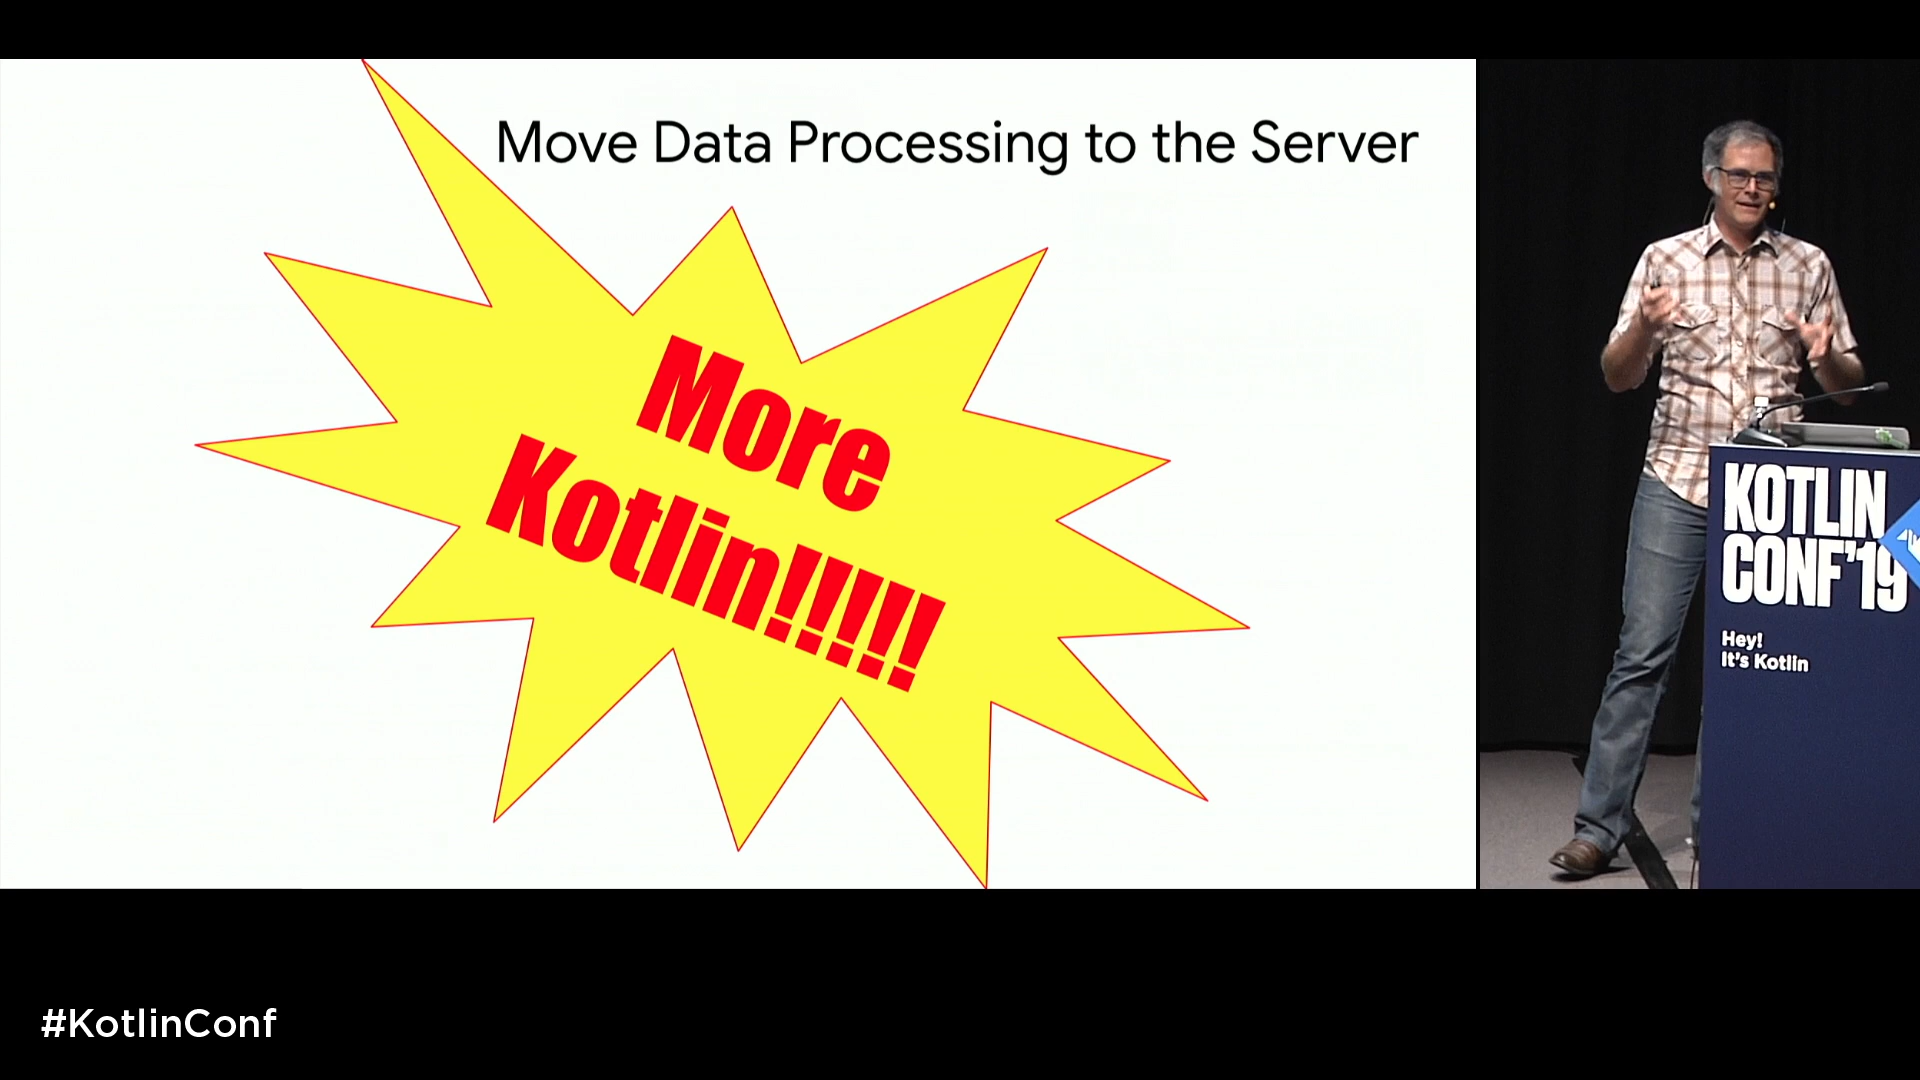 Move Data Processing to the Server
More
Kotlin!!!!!
KOTLIN
CONF'19
Hey!
It's Kotlin
#KotlinConf